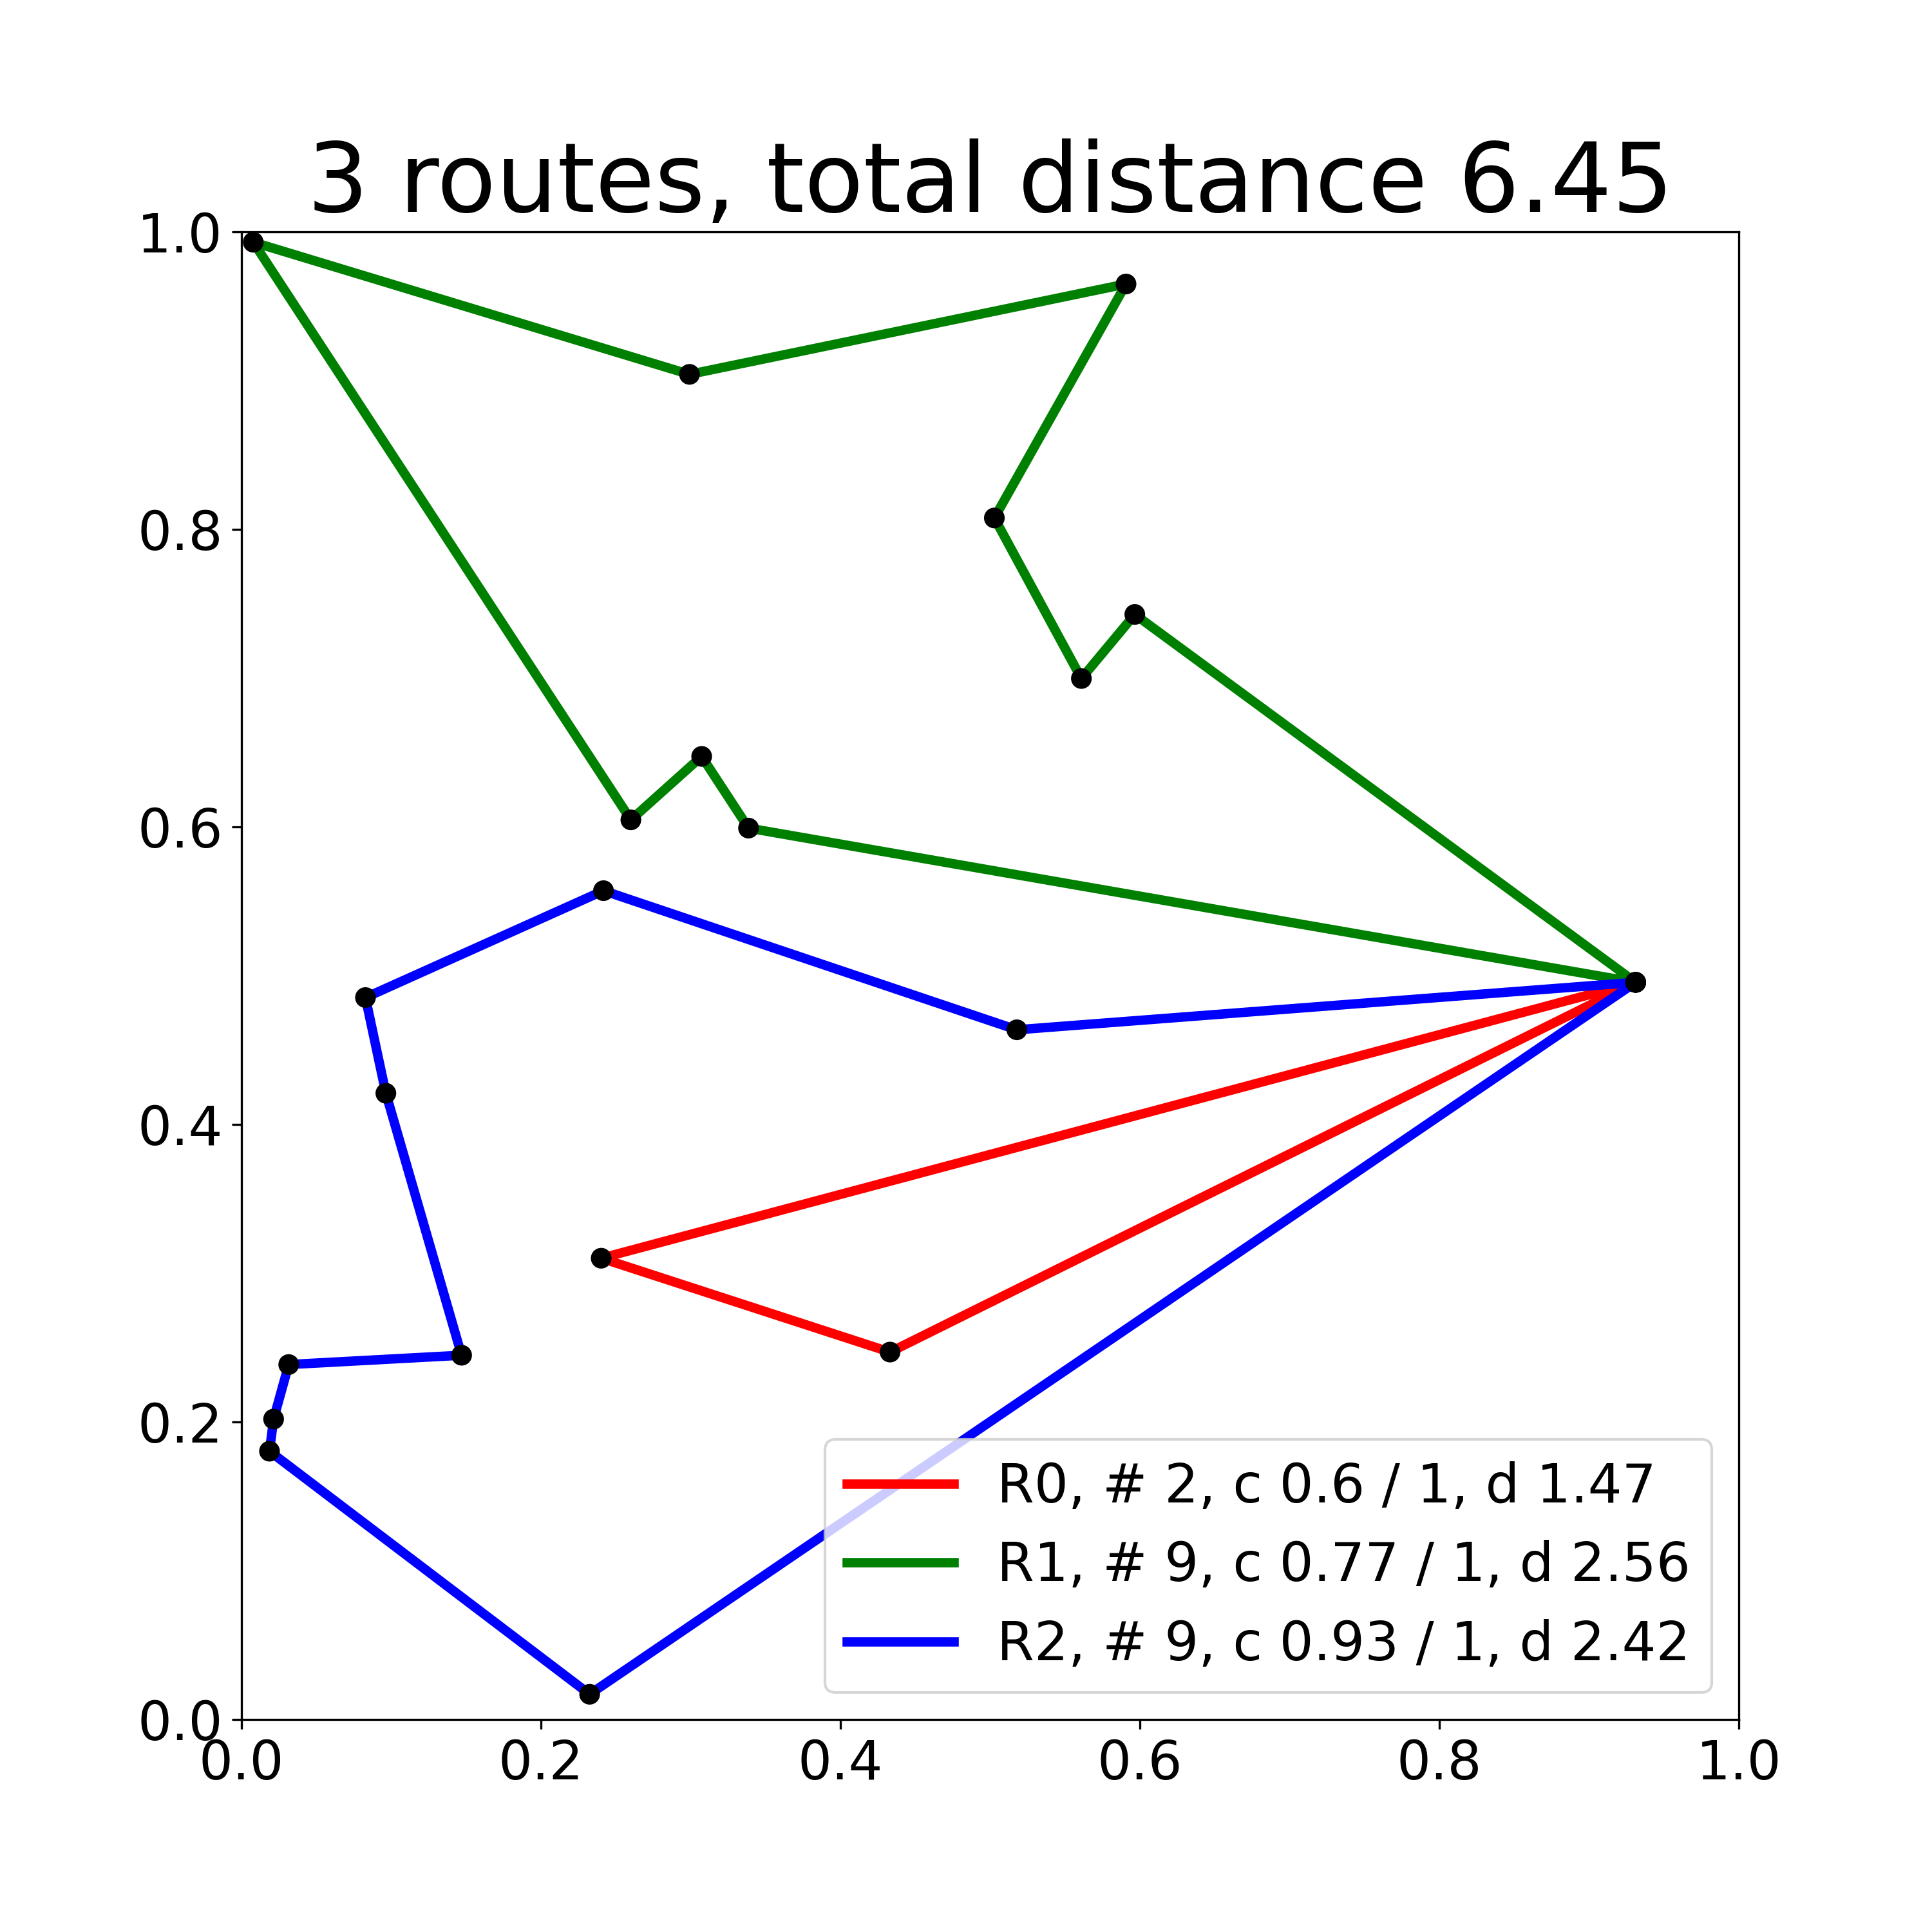 3 routes, total distance 6.45
1.0
0.8
0.6
0.4
0.2
0.0
0.0 0.2 0.4 0.6 0.8 1.0
R0, # 2, c 0.6 / 1, d 1.47
R1, # 9, c 0.77 / 1, d 2.56
R2, # 9, c 0.93 / 1, d 2.42